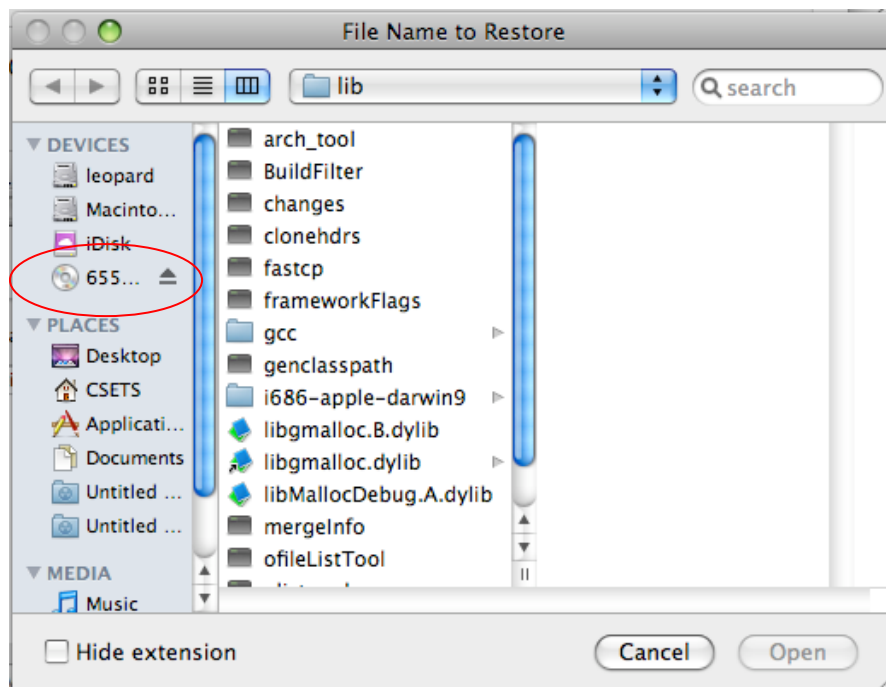 File Name to Restore
lib
search
DEVICES
leopard
Macinto...
iDisk
655...
PLACES
Desktop
CSETS
Applicati...
Documents
Untitled ...
Untitled ...
MEDIA
Music
arch_tool
BuildFilter
changes
clonehdrs
fastcp
frameworkFlags
gcc
genclasspath
i686-apple-darwin9
libgmalloc.B.dylib
libgmalloc.dylib
libMallocDebug.A.dylib
mergeInfo
ofileListTool
Hide extension
Cancel
Open